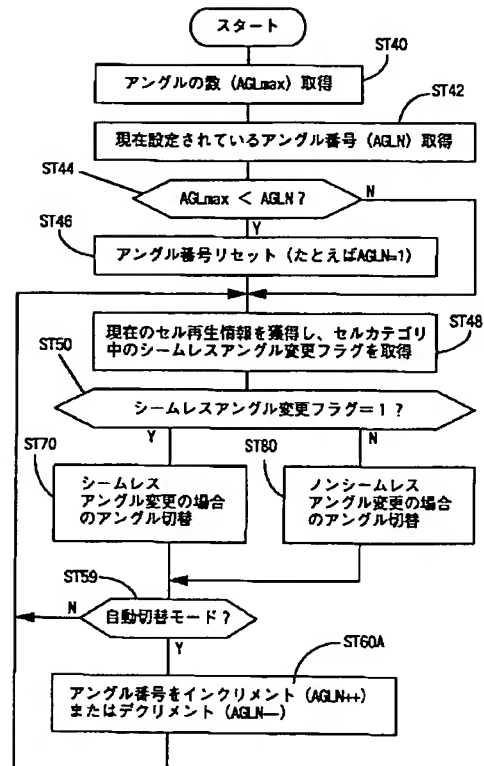 スタート
ST40
アングルの数 (AGLmax) 取得
ST42
現在設定されているアングル番号 (AGLN) 取得
ST44
AGLmax < AGLN?
N
Y
ST46
アングル番号リセット (たとえばAGLN=1)
現在のセル再生情報を獲得し、セルカテゴリ
中のシームレスアングル変更フラグを取得
ST48
ST50
シームレスアングル変更フラグ=1?
Y
N
ST70
シームレス
アングル変更の場合
のアングル切替
ST80
ノンシームレス
アングル変更の場合
のアングル切替
ST59
N
自動切替モード?
Y
ST60A
アングル番号をインクリメント (AGLN++)
またはデクリメント (AGLN--)